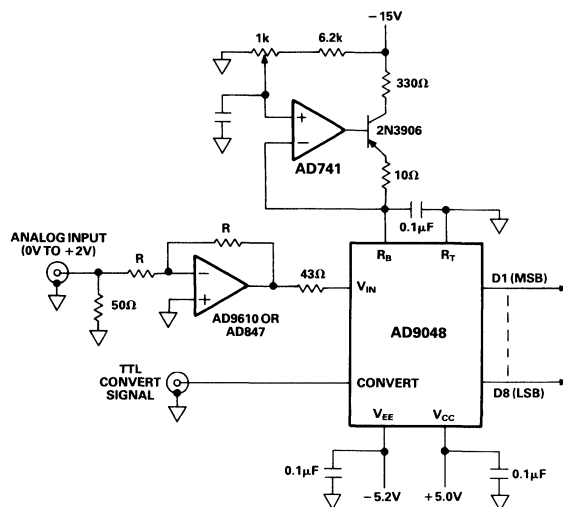 −15V
1k
6.2k
330Ω
2N3906
+
−
AD741
10Ω
0.1μF
ANALOG INPUT
(0V TO +2V)
R
R
50Ω
−
+
AD9610 OR
AD847
43Ω
R_B
R_T
V_IN
D1 (MSB)
AD9048
TTL
CONVERT
SIGNAL
CONVERT
D8 (LSB)
V_EE
V_CC
0.1μF
0.1μF
−5.2V
+5.0V